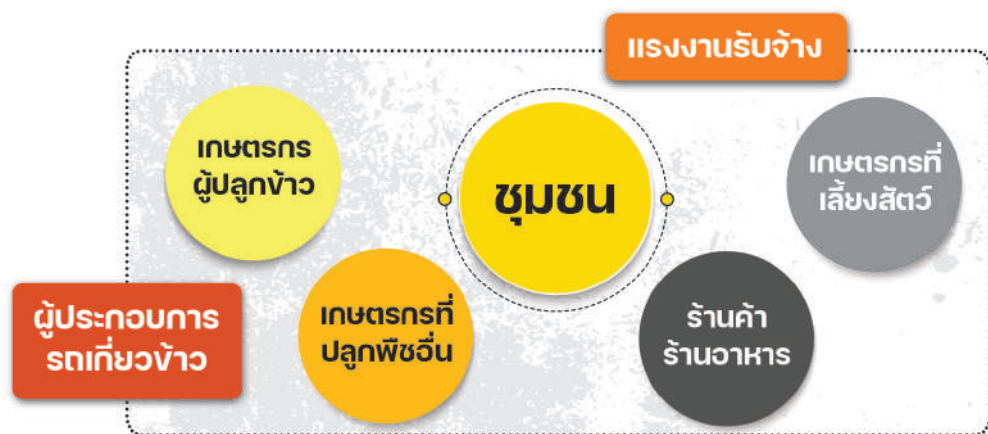 แรงงานรับจ้าง
เกษตรกร
ผู้ปลูกข้าว
ชุมชน
เกษตรกรที่
เลี้ยงสัตว์
ผู้ประกอบการ
รถเกี่ยวข้าว
เกษตรกรที่
ปลูกพืชอื่น
ร้านค้า
ร้านอาหาร